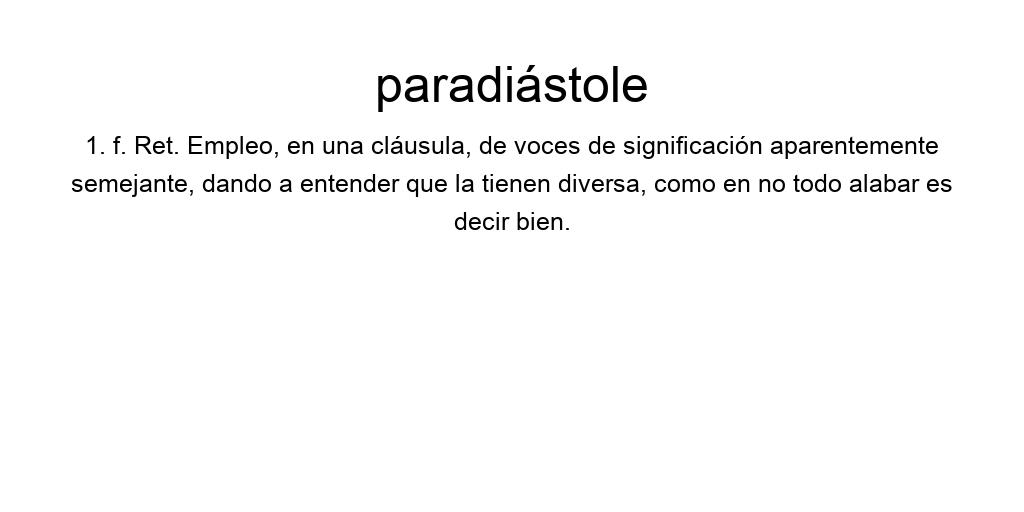 paradiástole
1. f. Ret. Empleo, en una cláusula, de voces de significación aparentemente
semejante, dando a entender que la tienen diversa, como en no todo alabar es
decir bien.